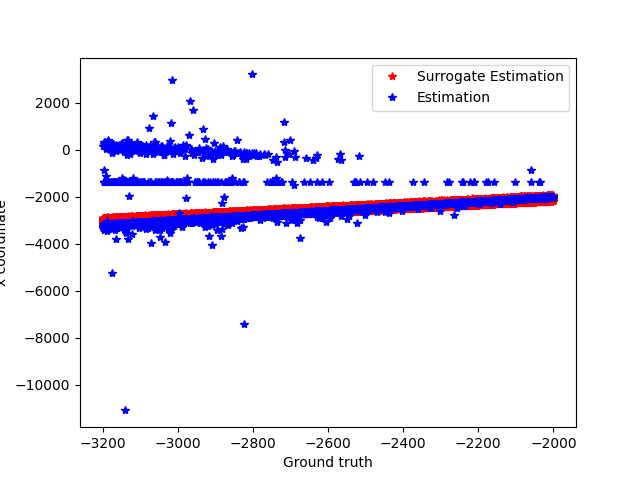 Surrogate Estimation
Estimation
2000
0
−2000
−4000
−6000
−8000
−10000
x coordinate
−3200 −3000 −2800 −2600 −2400 −2200 −2000
Ground truth